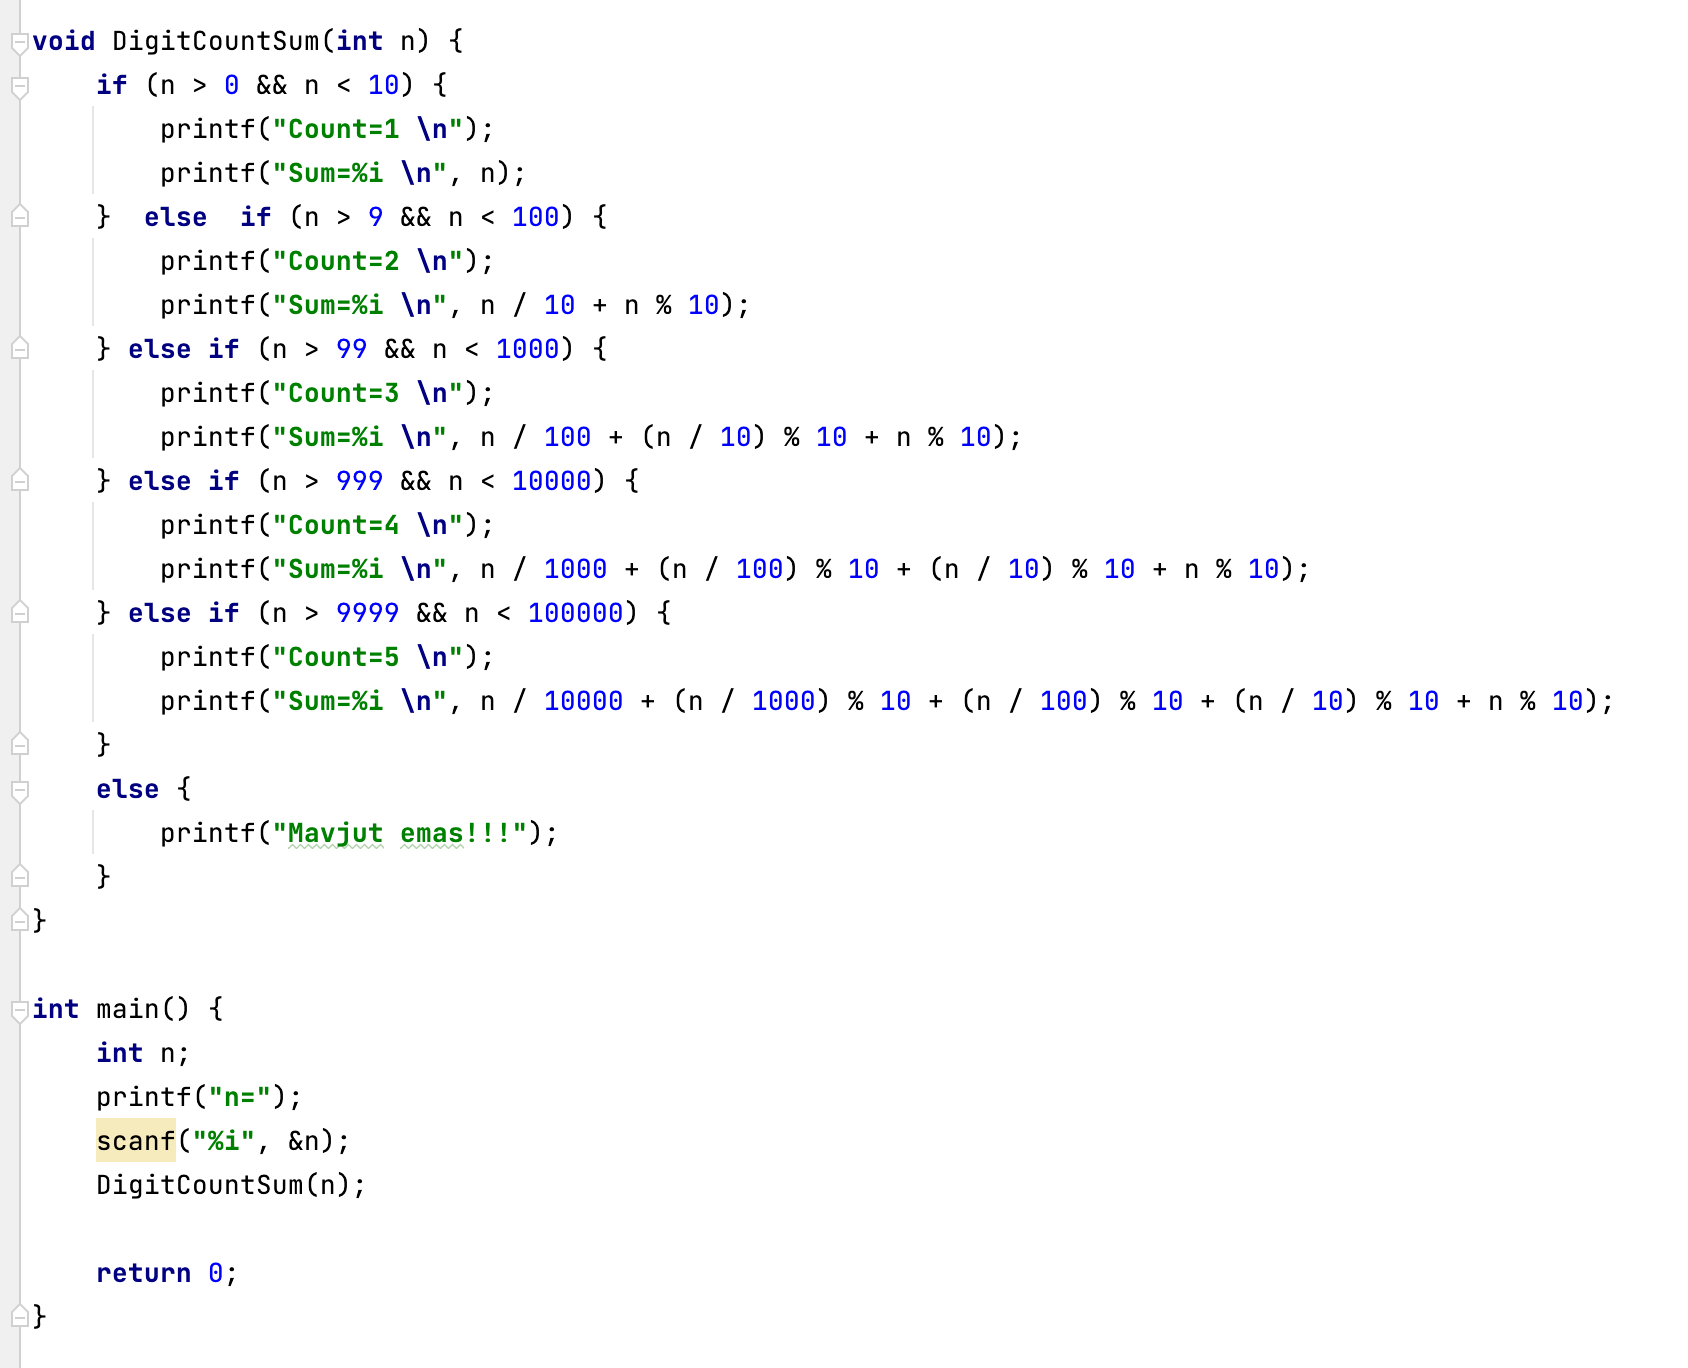 void DigitCountSum(int n) {
    if (n > 0 && n < 10) {
        printf("Count=1 \n");
        printf("Sum=%i \n", n);
    }  else  if (n > 9 && n < 100) {
        printf("Count=2 \n");
        printf("Sum=%i \n", n / 10 + n % 10);
    } else if (n > 99 && n < 1000) {
        printf("Count=3 \n");
        printf("Sum=%i \n", n / 100 + (n / 10) % 10 + n % 10);
    } else if (n > 999 && n < 10000) {
        printf("Count=4 \n");
        printf("Sum=%i \n", n / 1000 + (n / 100) % 10 + (n / 10) % 10 + n % 10);
    } else if (n > 9999 && n < 100000) {
        printf("Count=5 \n");
        printf("Sum=%i \n", n / 10000 + (n / 1000) % 10 + (n / 100) % 10 + (n / 10) % 10 + n % 10);
    }
    else {
        printf("Mavjut emas!!!");
    }
}

int main() {
    int n;
    printf("n=");
    scanf("%i", &n);
    DigitCountSum(n);

    return 0;
}